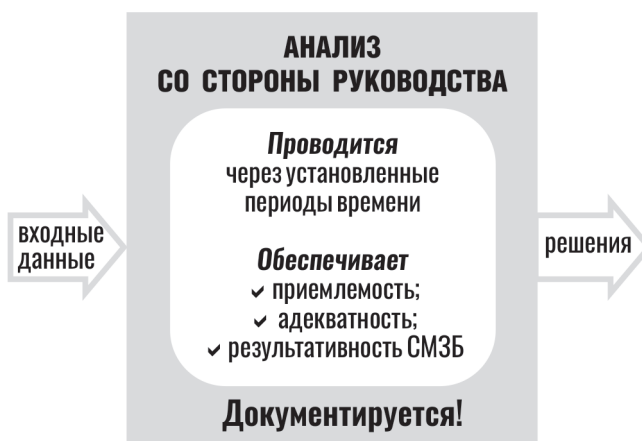 АНАЛИЗ
СО СТОРОНЫ РУКОВОДСТВА
Проводится
через установленные
периоды времени
входные
данные
Обеспечивает
✓ приемлемость;
✓ адекватность;
✓ результативность СМЗБ
решения
Документируется!